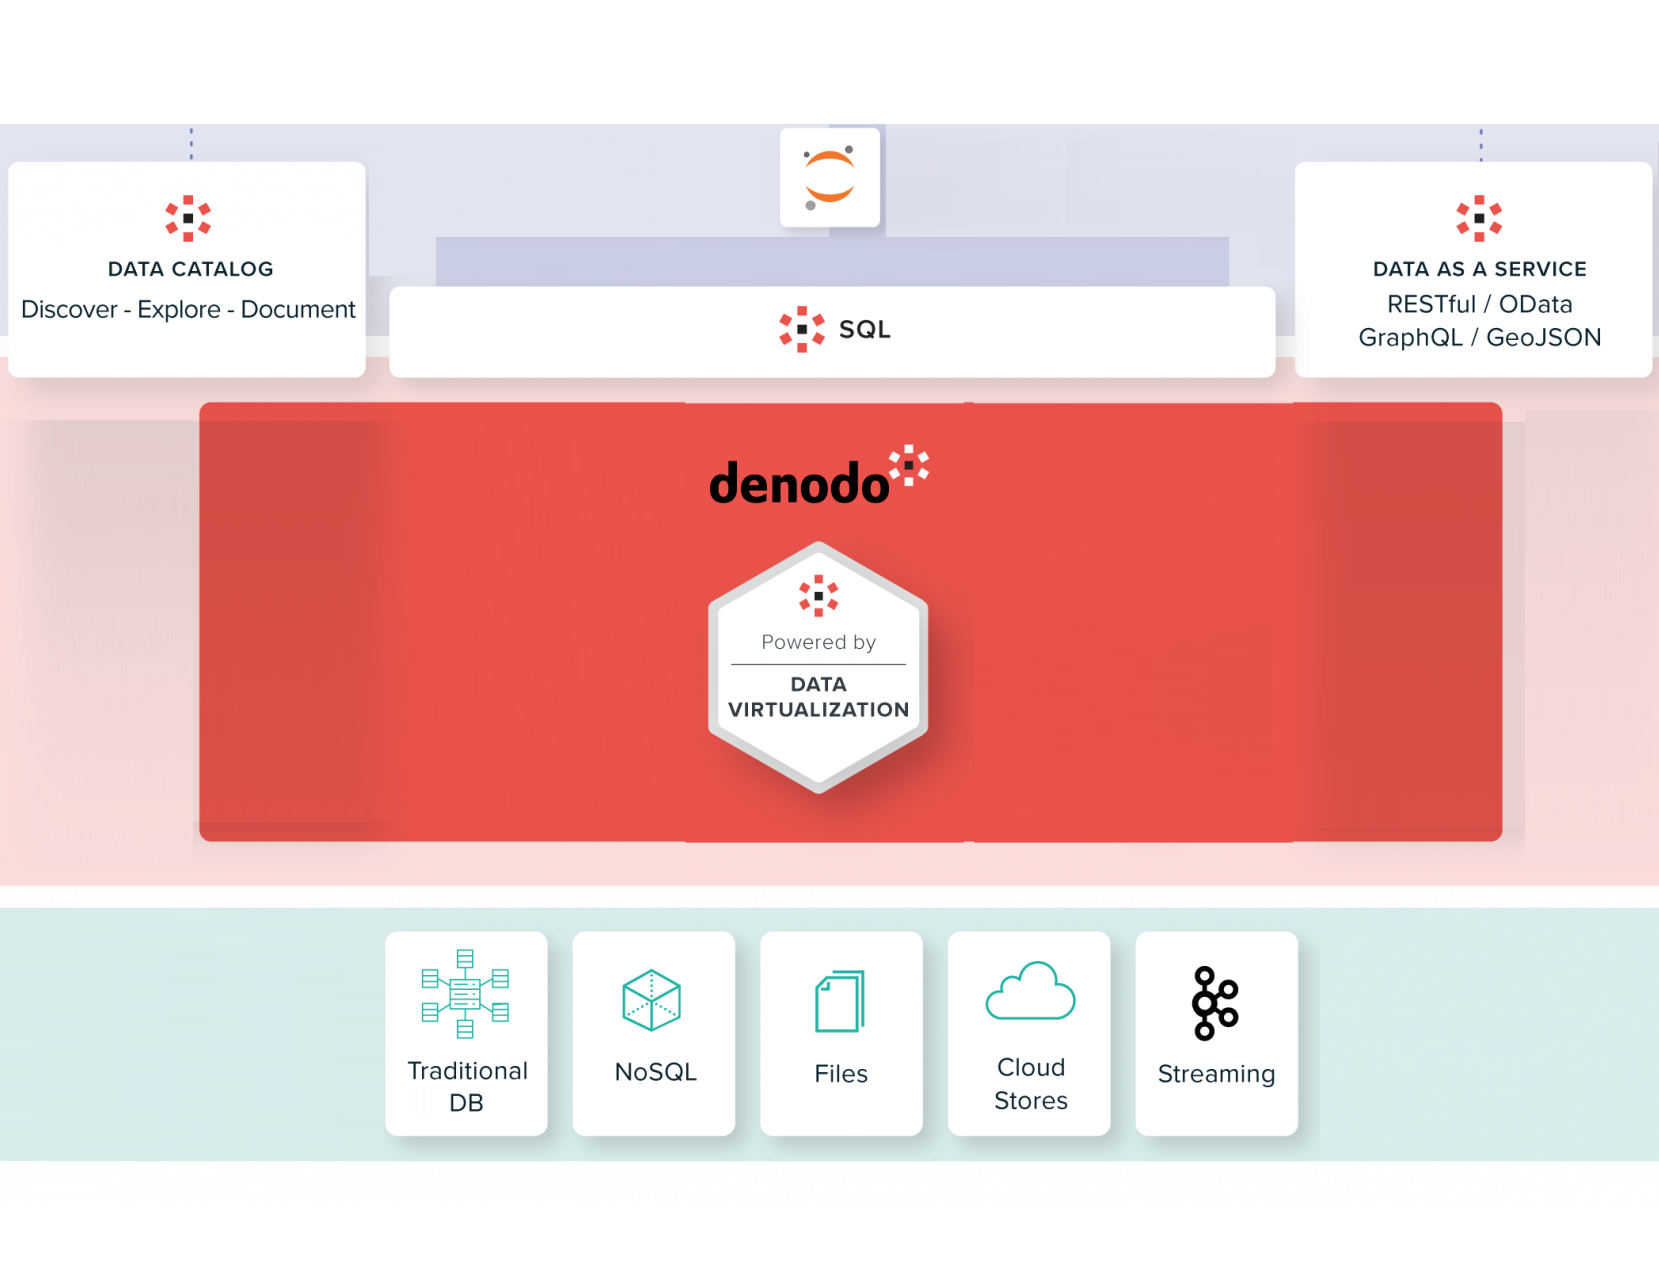 DATA CATALOG
Discover - Explore - Document
SQL
DATA AS A SERVICE
RESTful / OData
GraphQL / GeoJSON
denodo
Powered by
DATA
VIRTUALIZATION
Traditional
DB
NoSQL
Files
Cloud
Stores
Streaming